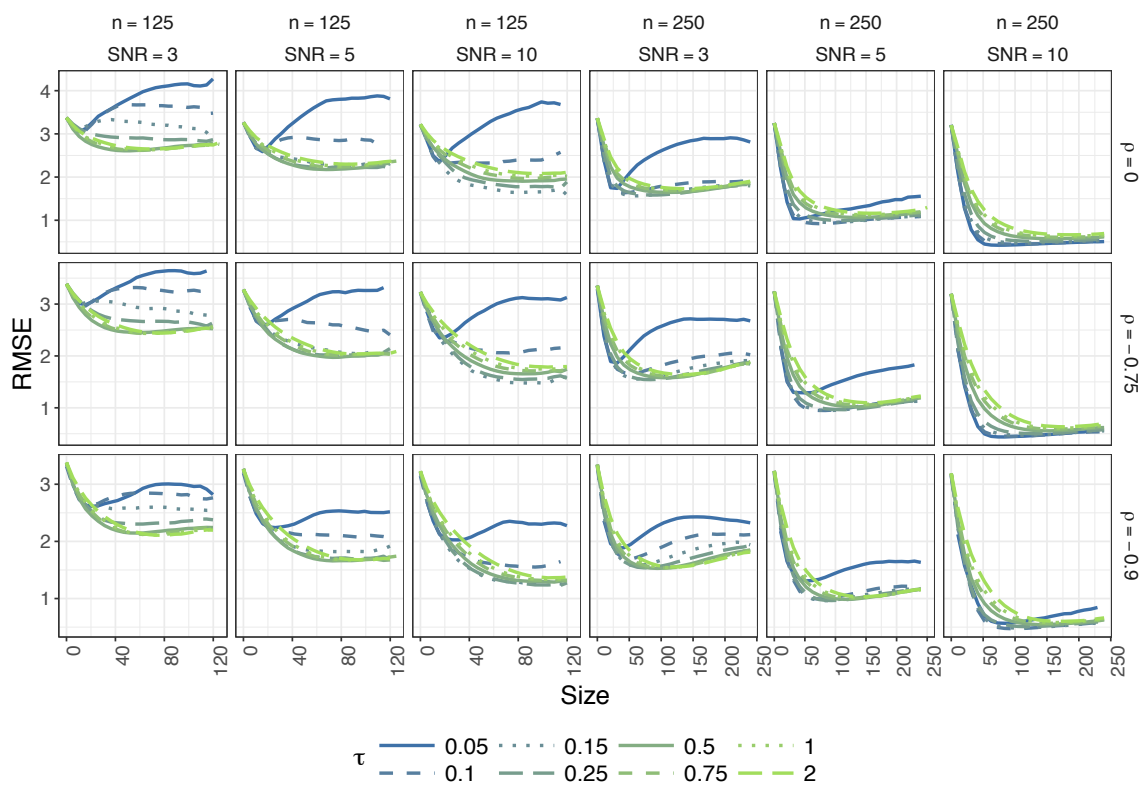 n = 125 n = 125 n = 125 n = 250 n = 250 n = 250
SNR = 3 SNR = 5 SNR = 10 SNR = 3 SNR = 5 SNR = 10
4
3
2
1
ρ = 0
3
2
1
ρ = − 0.75
3
2
1
ρ = − 0.9
RMSE
0 40 80 120 0 40 80 120 0 40 80 120 0 50 100 150 200 250 0 50 100 150 200 250 0 50 100 150 200 250
Size
τ
0.05 0.15 0.5 1
0.1 0.25 0.75 2